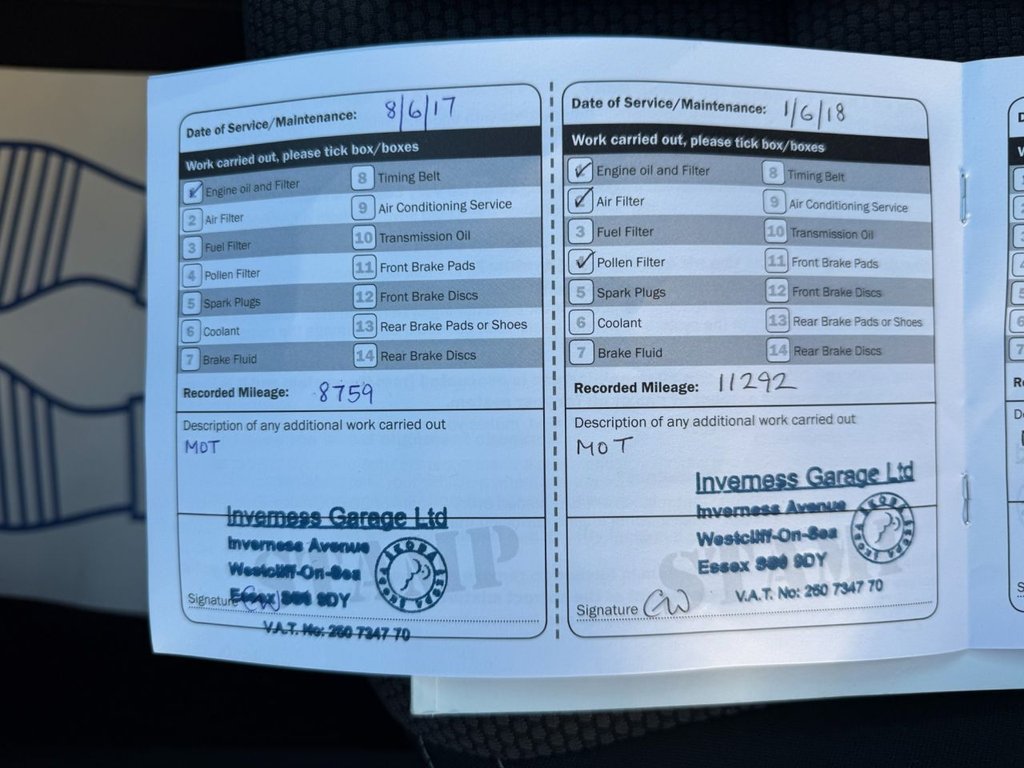 Date of Service/Maintenance: 8/6/17
Work carried out, please tick box/boxes
Engine oil and Filter
2 Air Filter
3 Fuel Filter
4 Pollen Filter
5 Spark Plugs
6 Coolant
7 Brake Fluid
8 Timing Belt
9 Air Conditioning Service
10 Transmission Oil
11 Front Brake Pads
12 Front Brake Discs
13 Rear Brake Pads or Shoes
14 Rear Brake Discs
Recorded Mileage: 8759
Description of any additional work carried out
MOT
STAMP
Inverness Garage Ltd
Inverness Avenue
Westcliff-On-Sea
Essex SS0 9DY
V.A.T. No: 260 7347 70
Signature CW
Date of Service/Maintenance: 1/6/18
Work carried out, please tick box/boxes
Engine oil and Filter
Air Filter
3 Fuel Filter
Pollen Filter
5 Spark Plugs
6 Coolant
7 Brake Fluid
8 Timing Belt
9 Air Conditioning Service
10 Transmission Oil
11 Front Brake Pads
12 Front Brake Discs
13 Rear Brake Pads or Shoes
14 Rear Brake Discs
Recorded Mileage: 11292
Description of any additional work carried out
MOT
STAMP
Inverness Garage Ltd
Inverness Avenue
Westcliff-On-Sea
Essex SS0 9DY
V.A.T. No: 260 7347 70
Signature CW